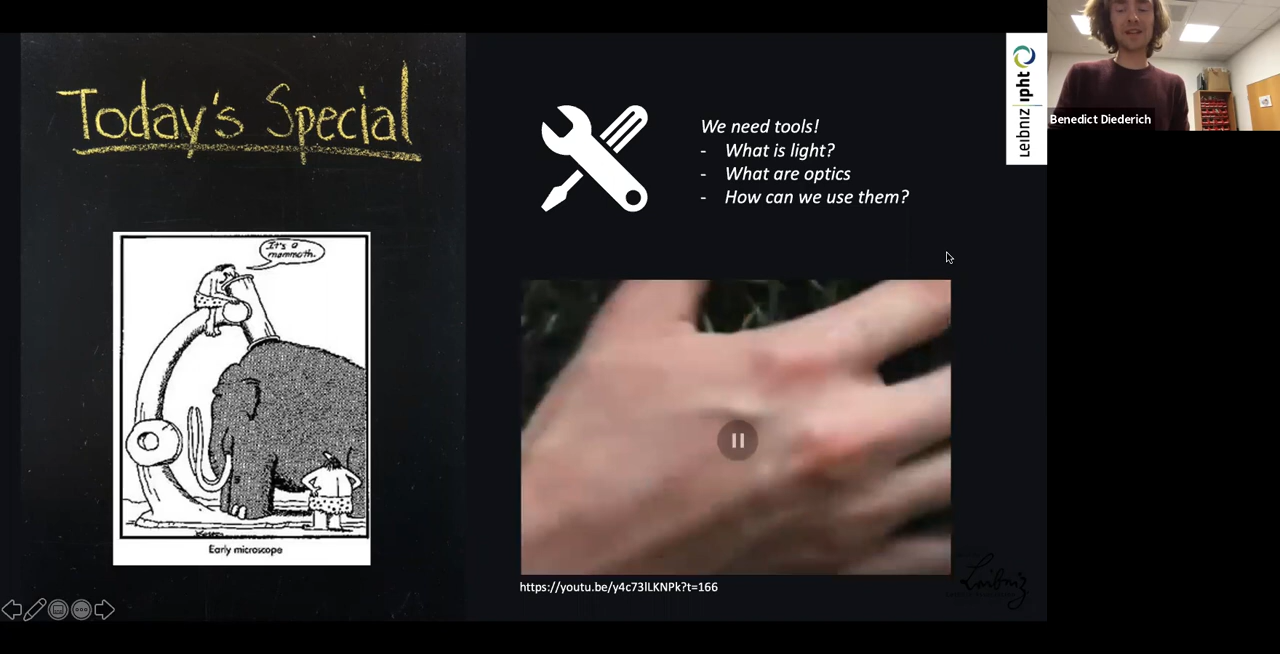 Today's Special
It's a
mammoth.
Early microscope
We need tools!
- What is light?
- What are optics
- How can we use them?
https://youtu.be/y4c73lLKNPk?t=166
Leibniz ipht
Benedict Diederich
Leibniz